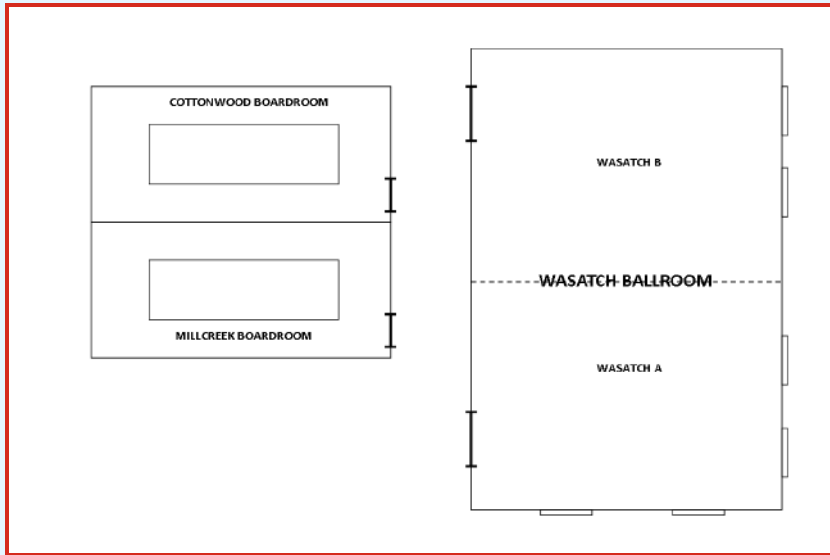 COTTONWOOD BOARDROOM
MILLCREEK BOARDROOM
WASATCH B
WASATCH BALLROOM
WASATCH A